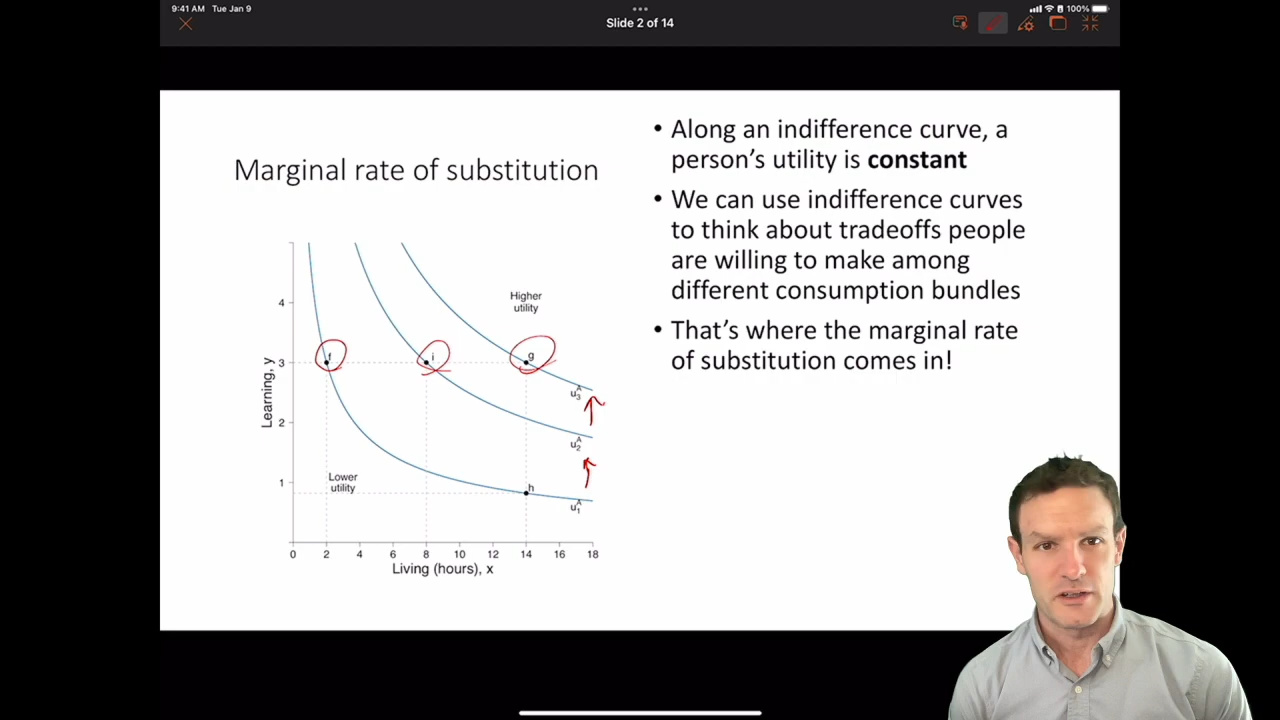 9:41 AM Tue Jan 9
100%
Slide 2 of 14
Marginal rate of substitution
• Along an indifference curve, a
person's utility is constant
• We can use indifference curves
to think about tradeoffs people
are willing to make among
different consumption bundles
• That's where the marginal rate
of substitution comes in!
Higher
utility
4
f
i
g
3
u₃ᴬ
Learning, y
2
u₂ᴬ
Lower
utility
1
h
u₁ᴬ
0 2 4 6 8 10 12 14 16 18
Living (hours), x